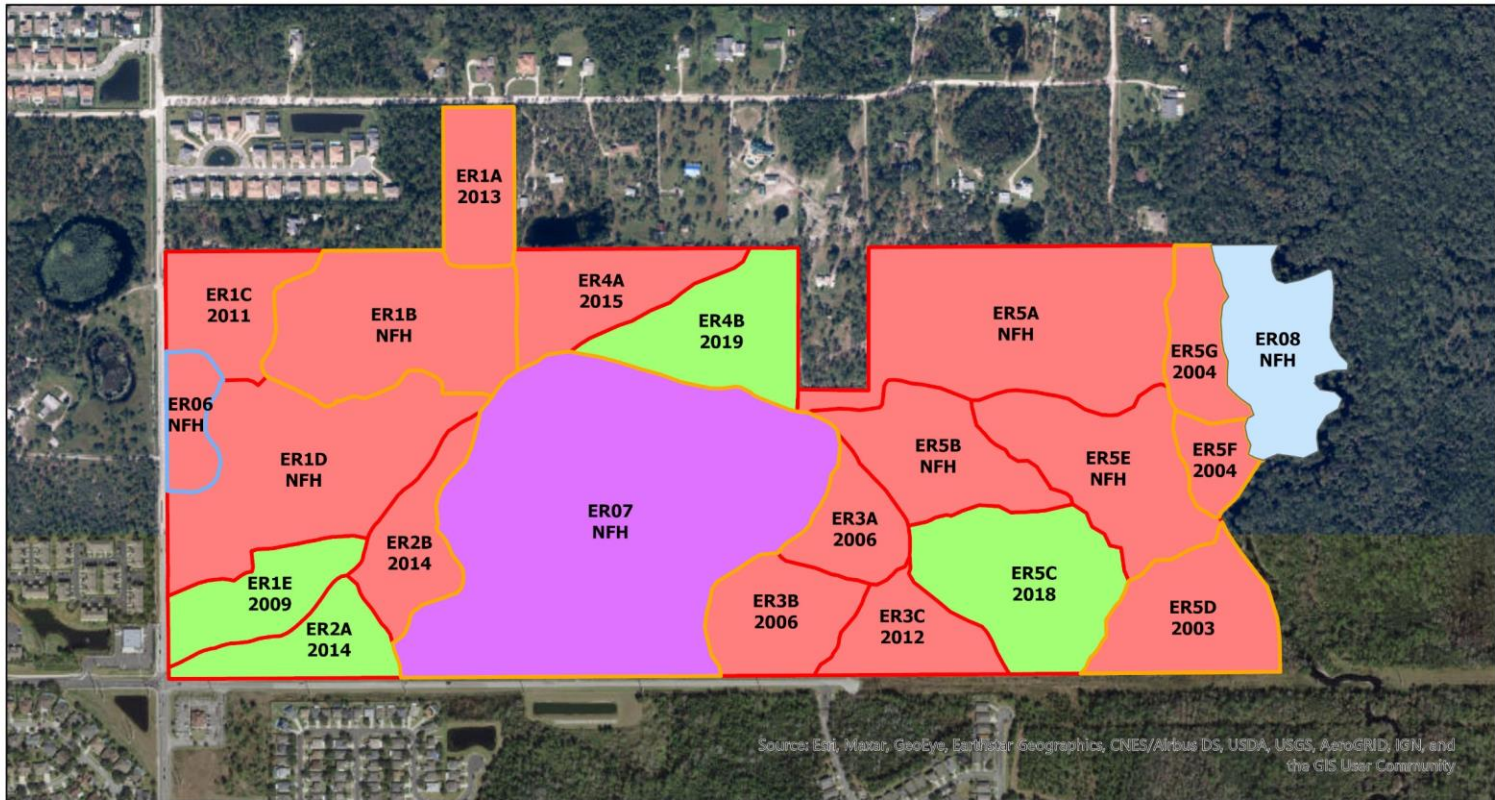 ER1A
2013
ER1C
2011
ER1B
NFH
ER4A
2015
ER4B
2019
ER5A
NFH
ER5G
2004
ER08
NFH
ER06
NFH
ER1D
NFH
ER5B
NFH
ER5E
NFH
ER5F
2004
ER07
NFH
ER3A
2006
ER2B
2014
ER1E
2009
ER5C
2018
ER3B
2006
ER3C
2012
ER5D
2003
ER2A
2014
Source: Esri, Maxar, GeoEye, Earthstar Geographics, CNES/Airbus DS, USDA, USGS, AeroGRID, IGN, and
the GIS User Community